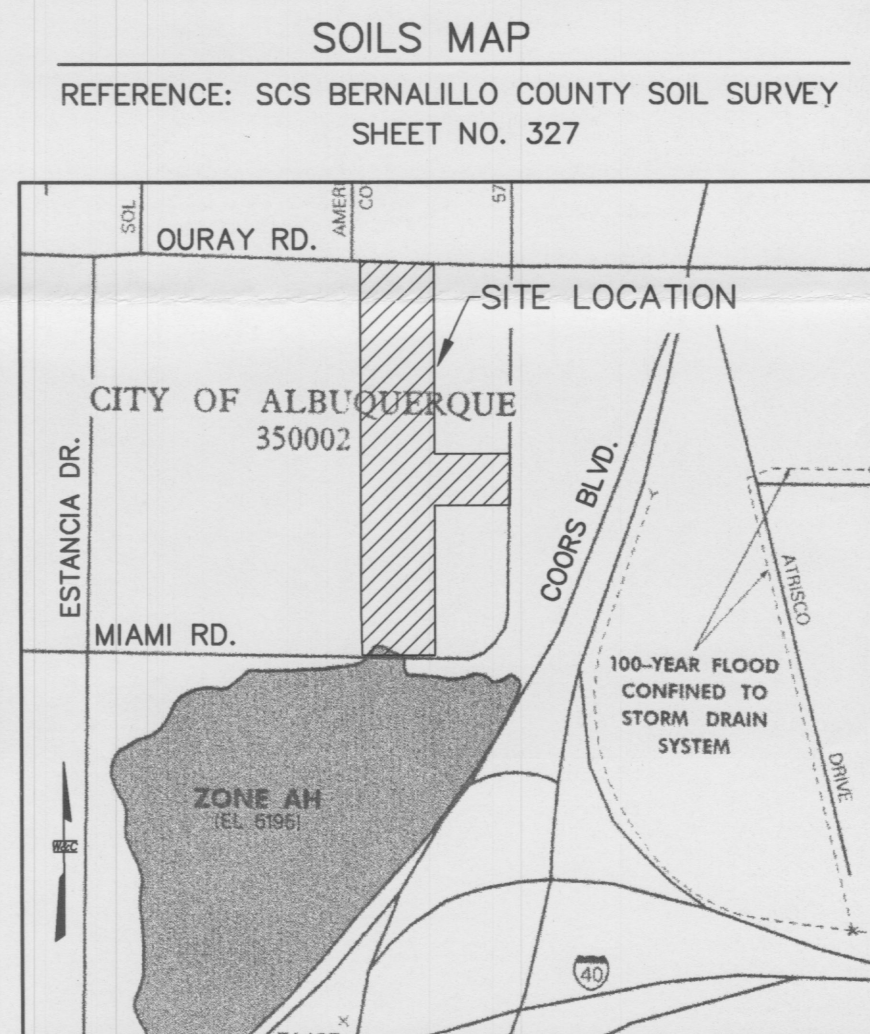 SOILS MAP
REFERENCE: SCS BERNALILLO COUNTY SOIL SURVEY
SHEET NO. 327
SOL
AMERI
CO
57
OURAY RD.
SITE LOCATION
CITY OF ALBUQUERQUE
350002
ESTANCIA DR.
COORS BLVD.
ATRISCO
MIAMI RD.
100-YEAR FLOOD
CONFINED TO
STORM DRAIN
SYSTEM
DRIVE
ZONE AH
(EL 5195)
40